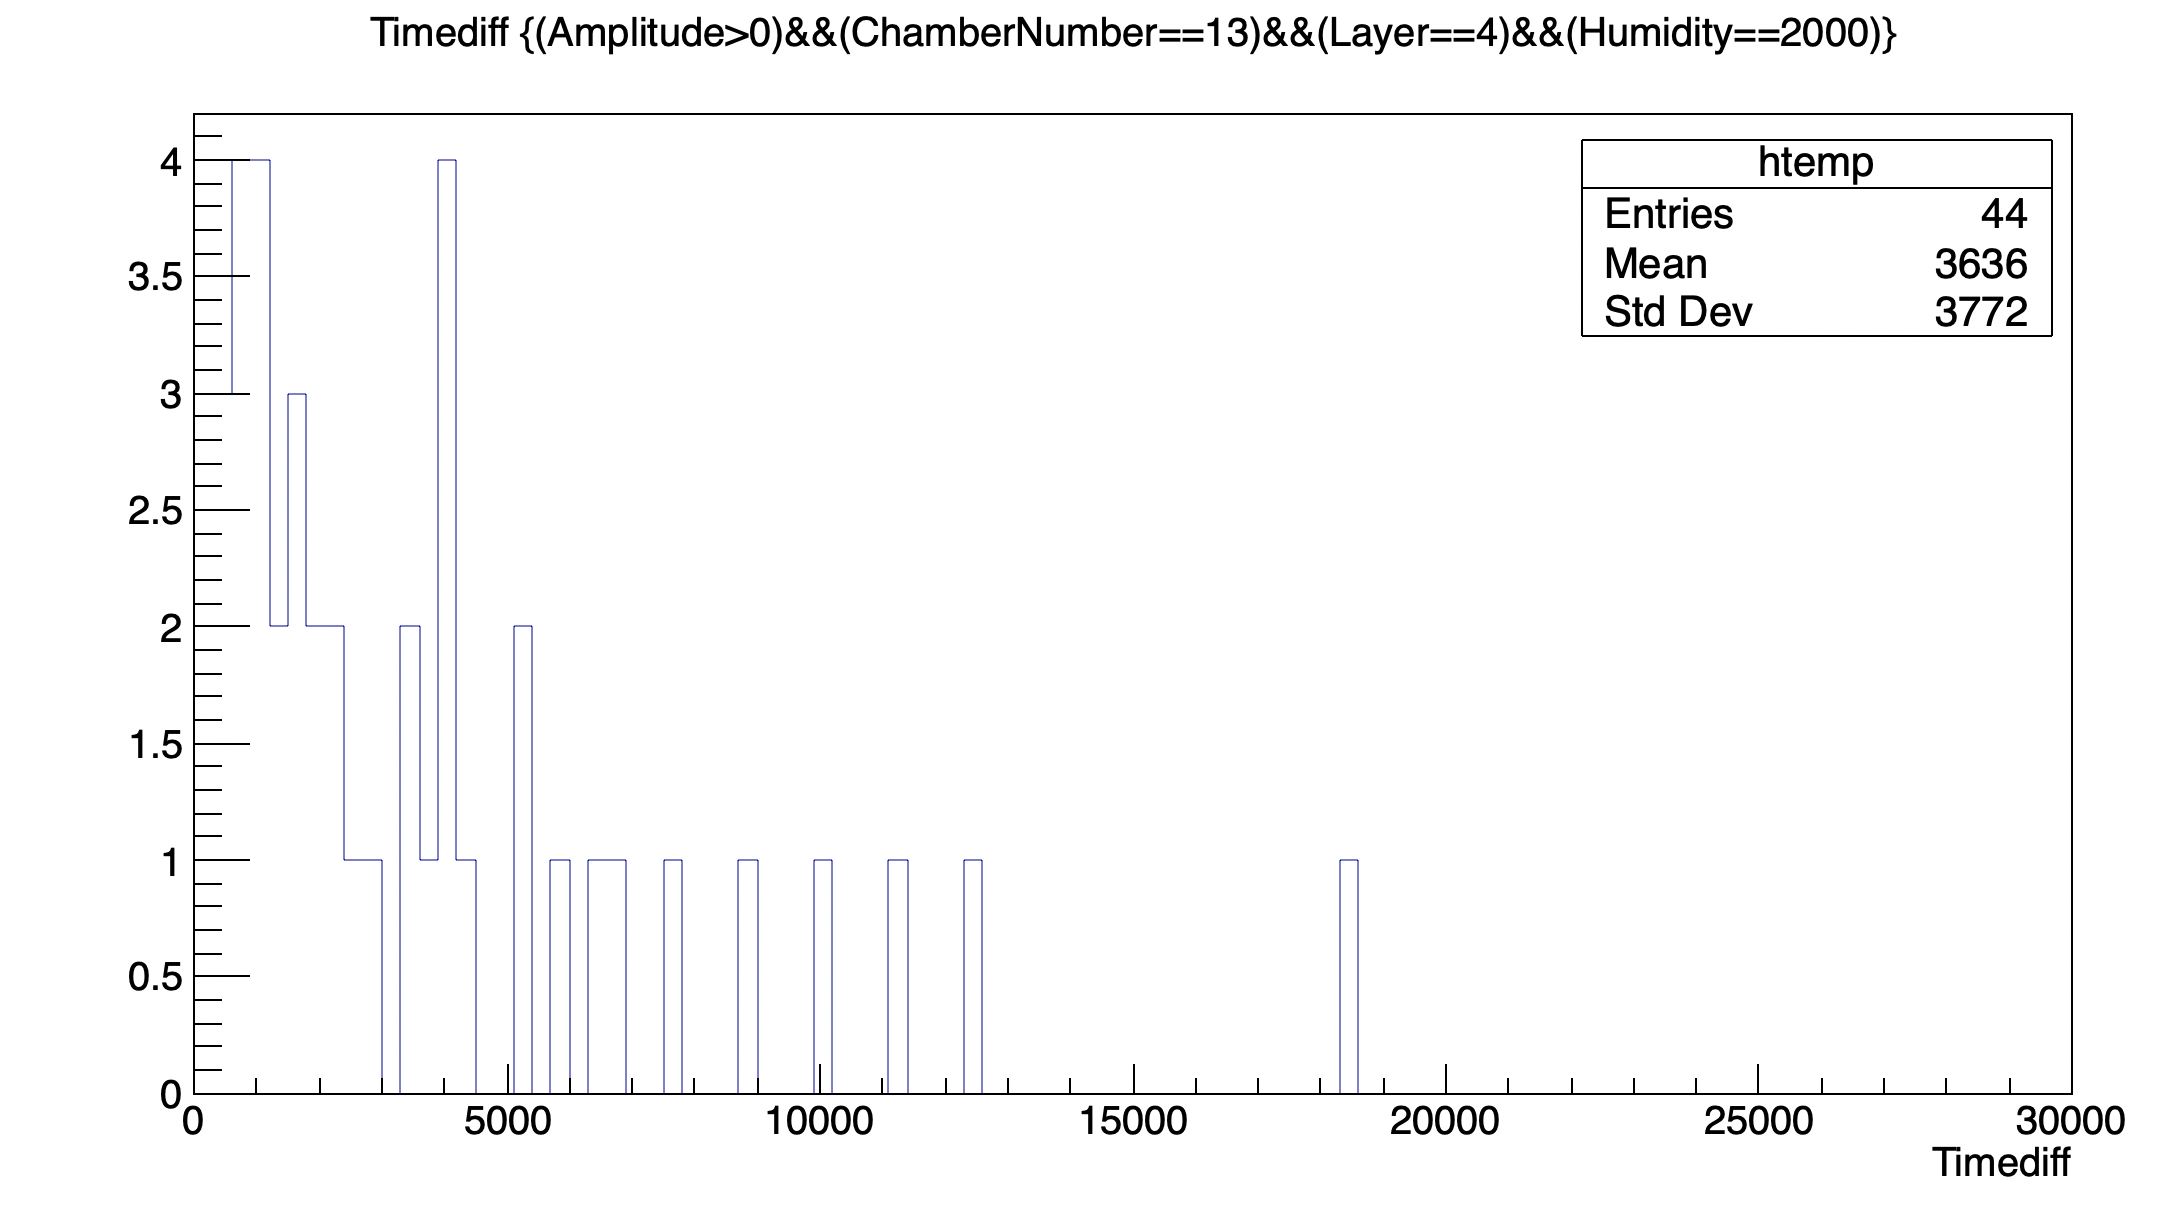 Timediff {(Amplitude>0)&&(ChamberNumber==13)&&(Layer==4)&&(Humidity==2000)}
htemp
Entries 44
Mean 3636
Std Dev 3772
4
3.5
3
2.5
2
1.5
1
0.5
0
0 5000 10000 15000 20000 25000 30000
Timediff